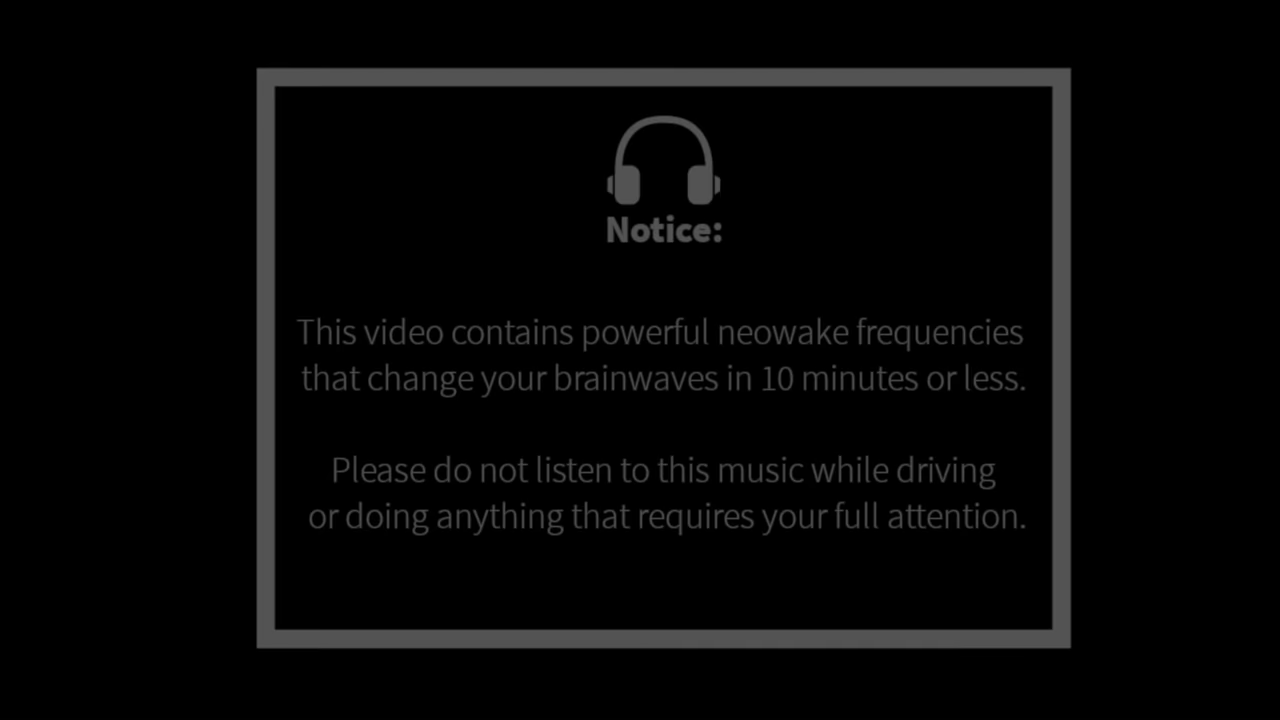 Notice:
This video contains powerful neowake frequencies
that change your brainwaves in 10 minutes or less.
Please do not listen to this music while driving
or doing anything that requires your full attention.